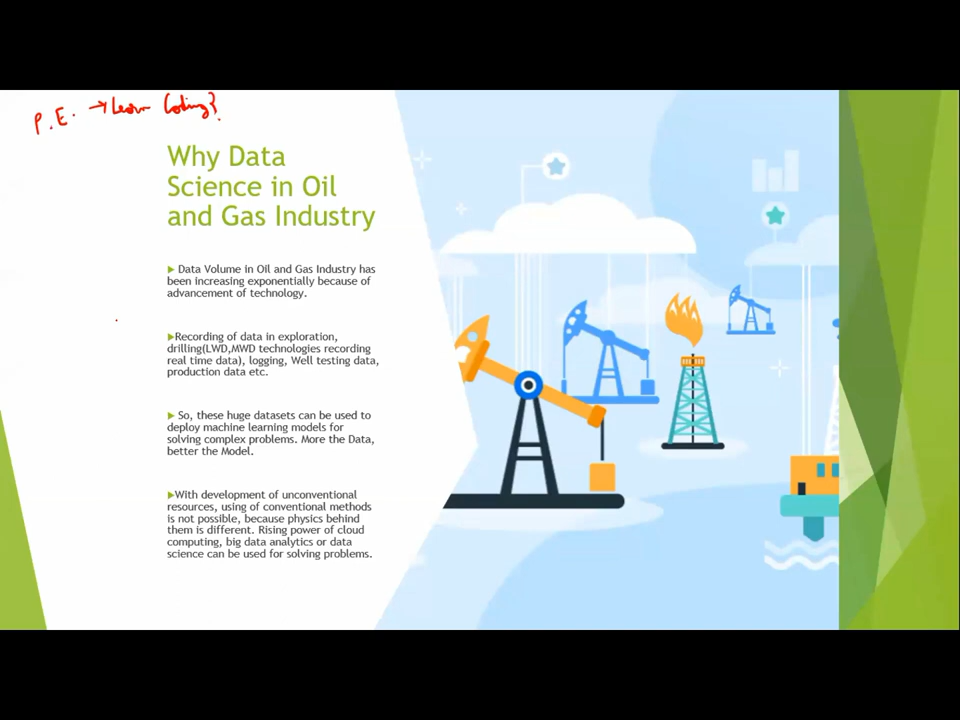 P.E. → Learn Coding?
Why Data
Science in Oil
and Gas Industry
Data Volume in Oil and Gas Industry has
been increasing exponentially because of
advancement of technology.
Recording of data in exploration,
drilling(LWD,MWD technologies recording
real time data), logging, Well testing data,
production data etc.
So, these huge datasets can be used to
deploy machine learning models for
solving complex problems. More the Data,
better the Model.
With development of unconventional
resources, using of conventional methods
is not possible, because physics behind
them is different. Rising power of cloud
computing, big data analytics or data
science can be used for solving problems.